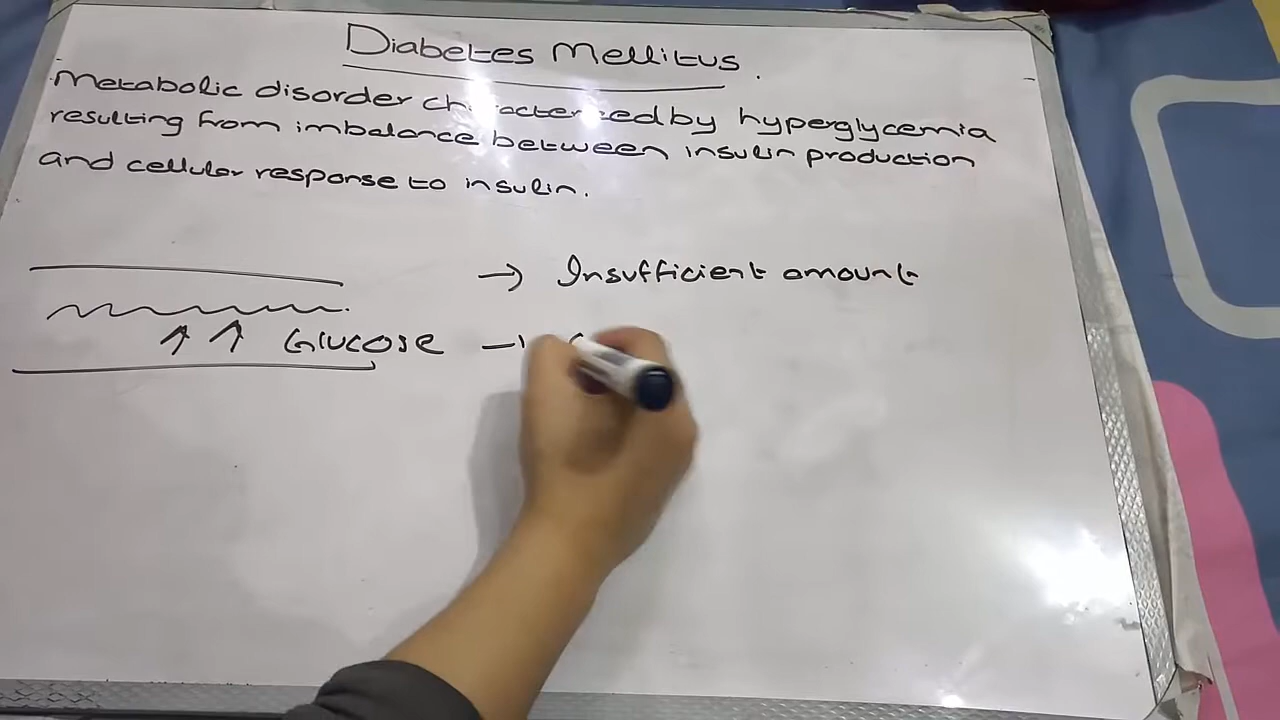 Diabetes Mellitus.
Metabolic disorder characterized by hyperglycemia
resulting from imbalance between insulin production
and cellular response to insulin.
→ Insufficient amount
↑ ↑ Glucose →